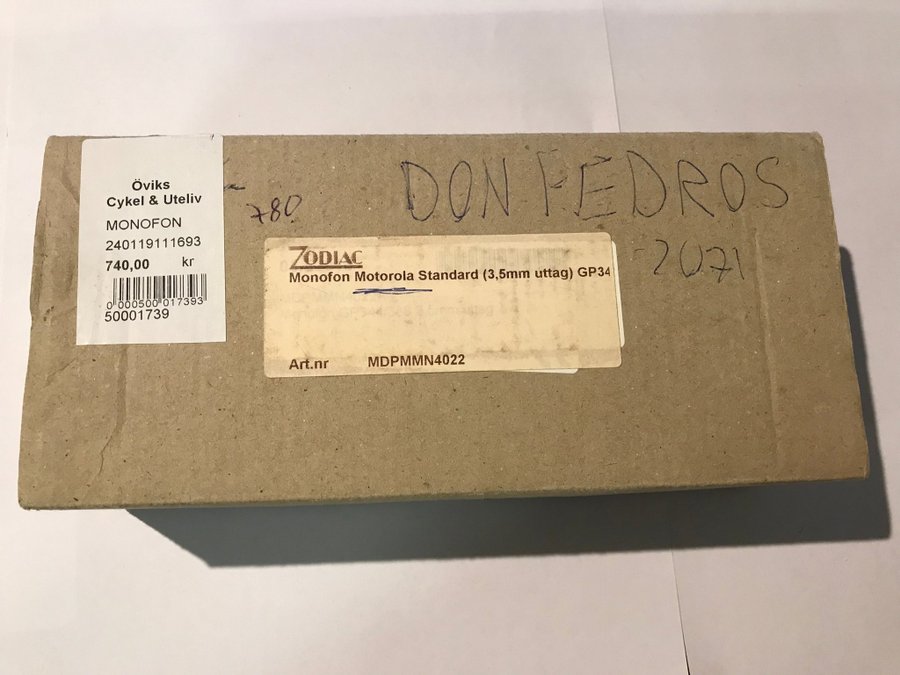 Öviks
Cykel & Uteliv
MONOFON
240119111693
740,00 kr
0 000500 017393
50001739
780
DON PEDROS
ZODIAC
Monofon Motorola Standard (3,5mm uttag) GP34
Art.nr MDPMMN4022